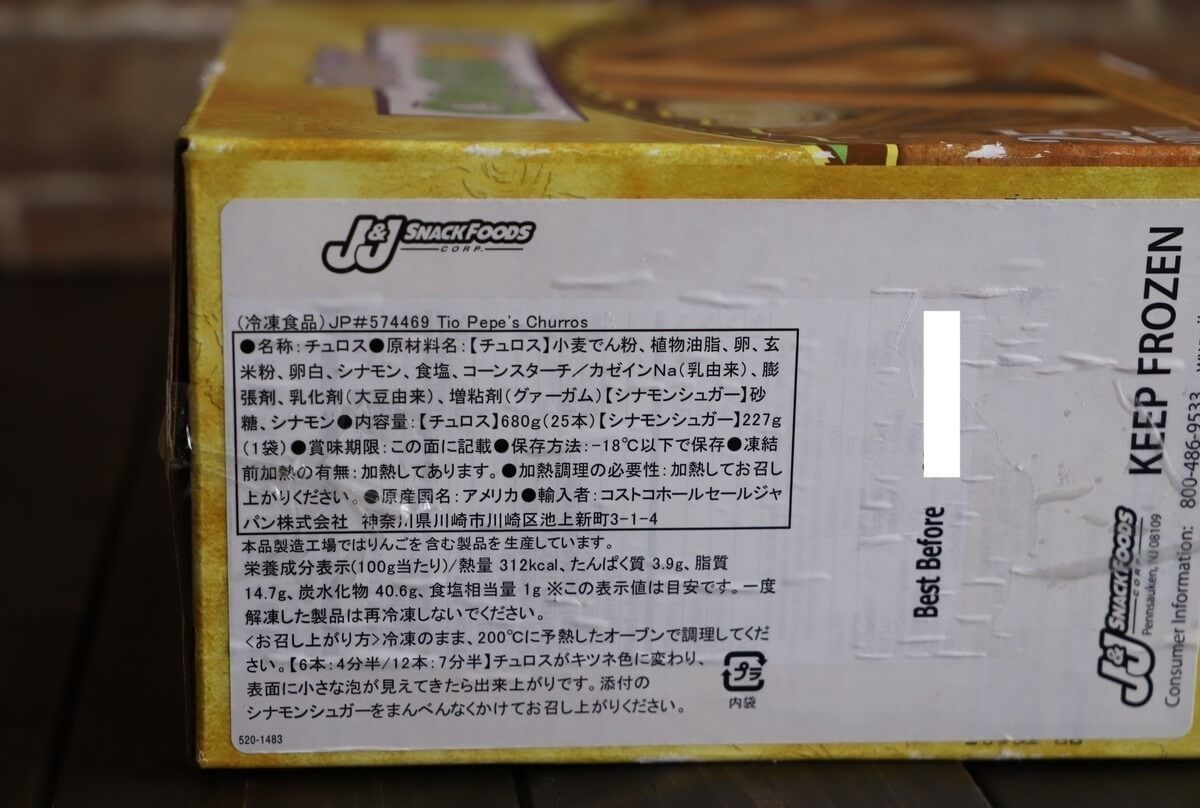 J&J SNACK FOODS
CORP.
(冷凍食品)JP#574469 Tio Pepe's Churros
●名称:チュロス●原材料名:【チュロス】小麦でん粉、植物油脂、卵、玄
米粉、卵白、シナモン、食塩、コーンスターチ/カゼインNa(乳由来)、膨
張剤、乳化剤(大豆由来)、増粘剤(グァーガム)【シナモンシュガー】砂
糖、シナモン●内容量:【チュロス】680g(25本)【シナモンシュガー】227g
(1袋)●賞味期限:この面に記載●保存方法:-18℃以下で保存●凍結
前加熱の有無:加熱してあります。●加熱調理の必要性:加熱してお召し
上がりください。●原産国名:アメリカ●輸入者:コストコホールセールジャ
パン株式会社 神奈川県川崎市川崎区池上新町3-1-4
本品製造工場ではりんごを含む製品を生産しています。
栄養成分表示(100g当たり)/熱量 312kcal、たんぱく質 3.9g、脂質
14.7g、炭水化物 40.6g、食塩相当量 1g ※この表示値は目安です。一度
解凍した製品は再冷凍しないでください。
<お召し上がり方>冷凍のまま、200℃に予熱したオーブンで調理してくだ
さい。【6本:4分半/12本:7分半】チュロスがキツネ色に変わり、
表面に小さな泡が見えてきたら出来上がりです。添付の
シナモンシュガーをまんべんなくかけてお召し上がりください。
プラ
内袋
520-1483
Best Before
KEEP FROZEN
J&J SNACK FOODS
CORP.
Pennsauken, NJ 08109
Consumer Information: 800-486-9533